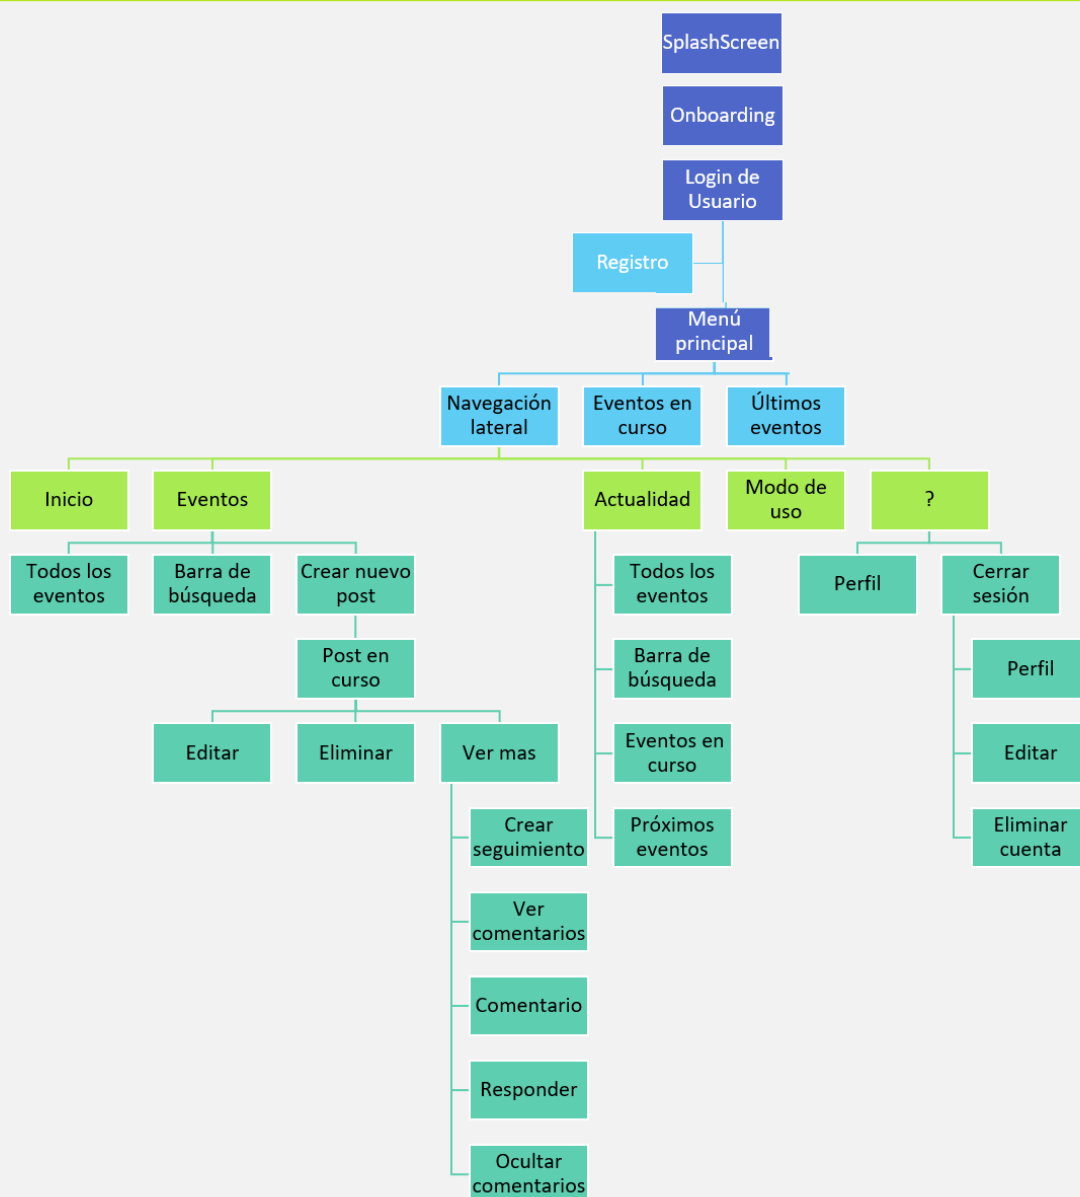 SplashScreen
Onboarding
Login de
Usuario
Registro
Menú
principal
Navegación
lateral
Eventos en
curso
Últimos
eventos
Inicio
Eventos
Actualidad
Modo de
uso
?
Todos los
eventos
Barra de
búsqueda
Crear nuevo
post
Todos los
eventos
Perfil
Cerrar
sesión
Post en
curso
Barra de
búsqueda
Perfil
Editar
Eliminar
Ver mas
Eventos en
curso
Editar
Crear
seguimiento
Próximos
eventos
Eliminar
cuenta
Ver
comentarios
Comentario
Responder
Ocultar
comentarios